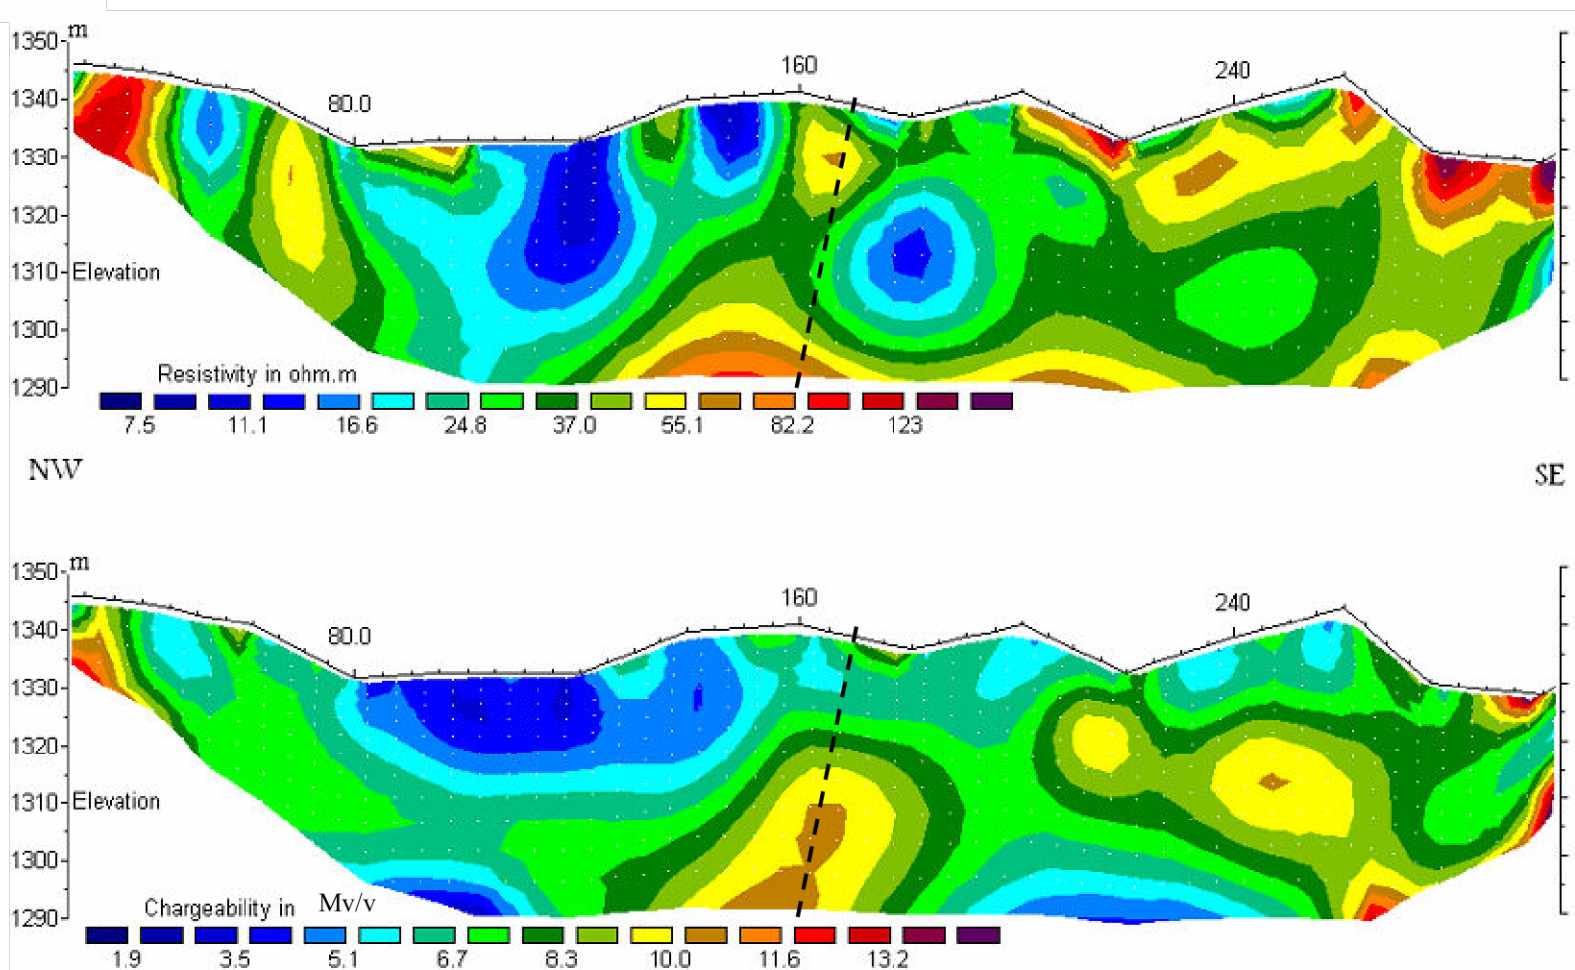 1350 m
160
240
1340
80.0
1330
1320
1310 Elevation
1300
Resistivity in ohm.m
1290
7.5 11.1 16.6 24.8 37.0 55.1 82.2 123
NW SE
1350 m
160
240
1340
80.0
1330
1320
1310 Elevation
1300
1290 Chargeability in Mv/v
1.9 3.5 5.1 6.7 8.3 10.0 11.6 13.2